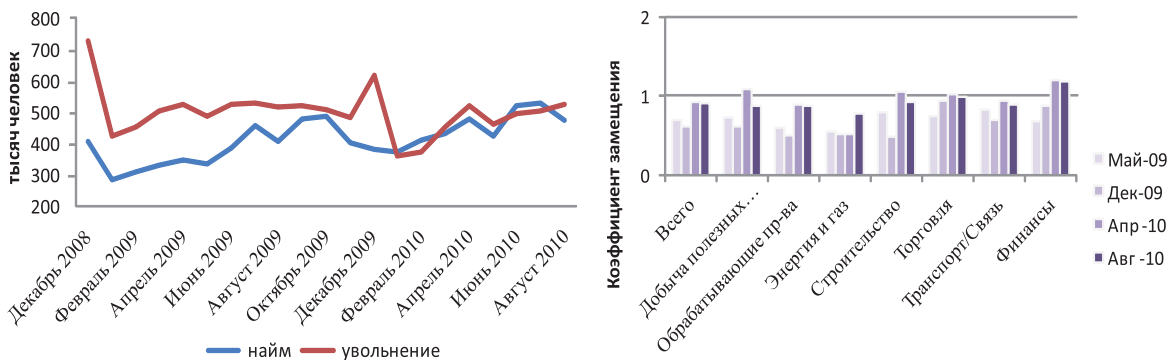 тысяч человек
800
700
600
500
400
300
200
Декабрь 2008
Февраль 2009
Апрель 2009
Июнь 2009
Август 2009
Октябрь 2009
Декабрь 2009
Февраль 2010
Апрель 2010
Июнь 2010
Август 2010
найм
увольнение
Коэффициент замещения
2
1
0
Всего
Добыча полезных…
Обрабатывающие пр-ва
Энергия и газ
Строительство
Торговля
Транспорт/Связь
Финансы
Май-09
Дек-09
Апр -10
Авг -10